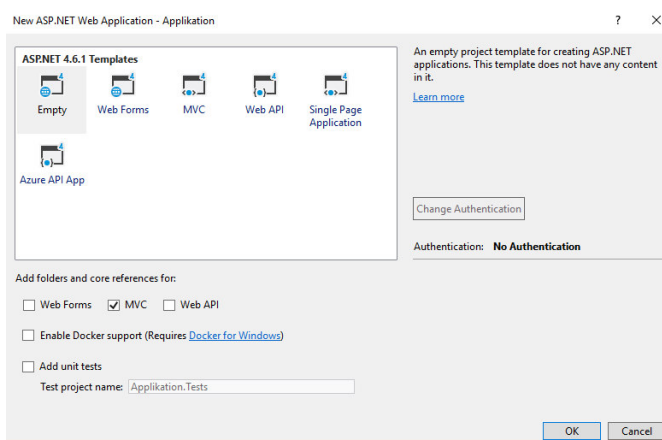 New ASP.NET Web Application - Applikation
? X
ASP.NET 4.6.1 Templates
Empty
Web Forms
MVC
Web API
Single Page
Application
Azure API App
An empty project template for creating ASP.NET
applications. This template does not have any content
in it.
Learn more
Change Authentication
Authentication: No Authentication
Add folders and core references for:
Web Forms MVC Web API
Enable Docker support (Requires Docker for Windows)
Add unit tests
Test project name: Applikation.Tests
OK Cancel